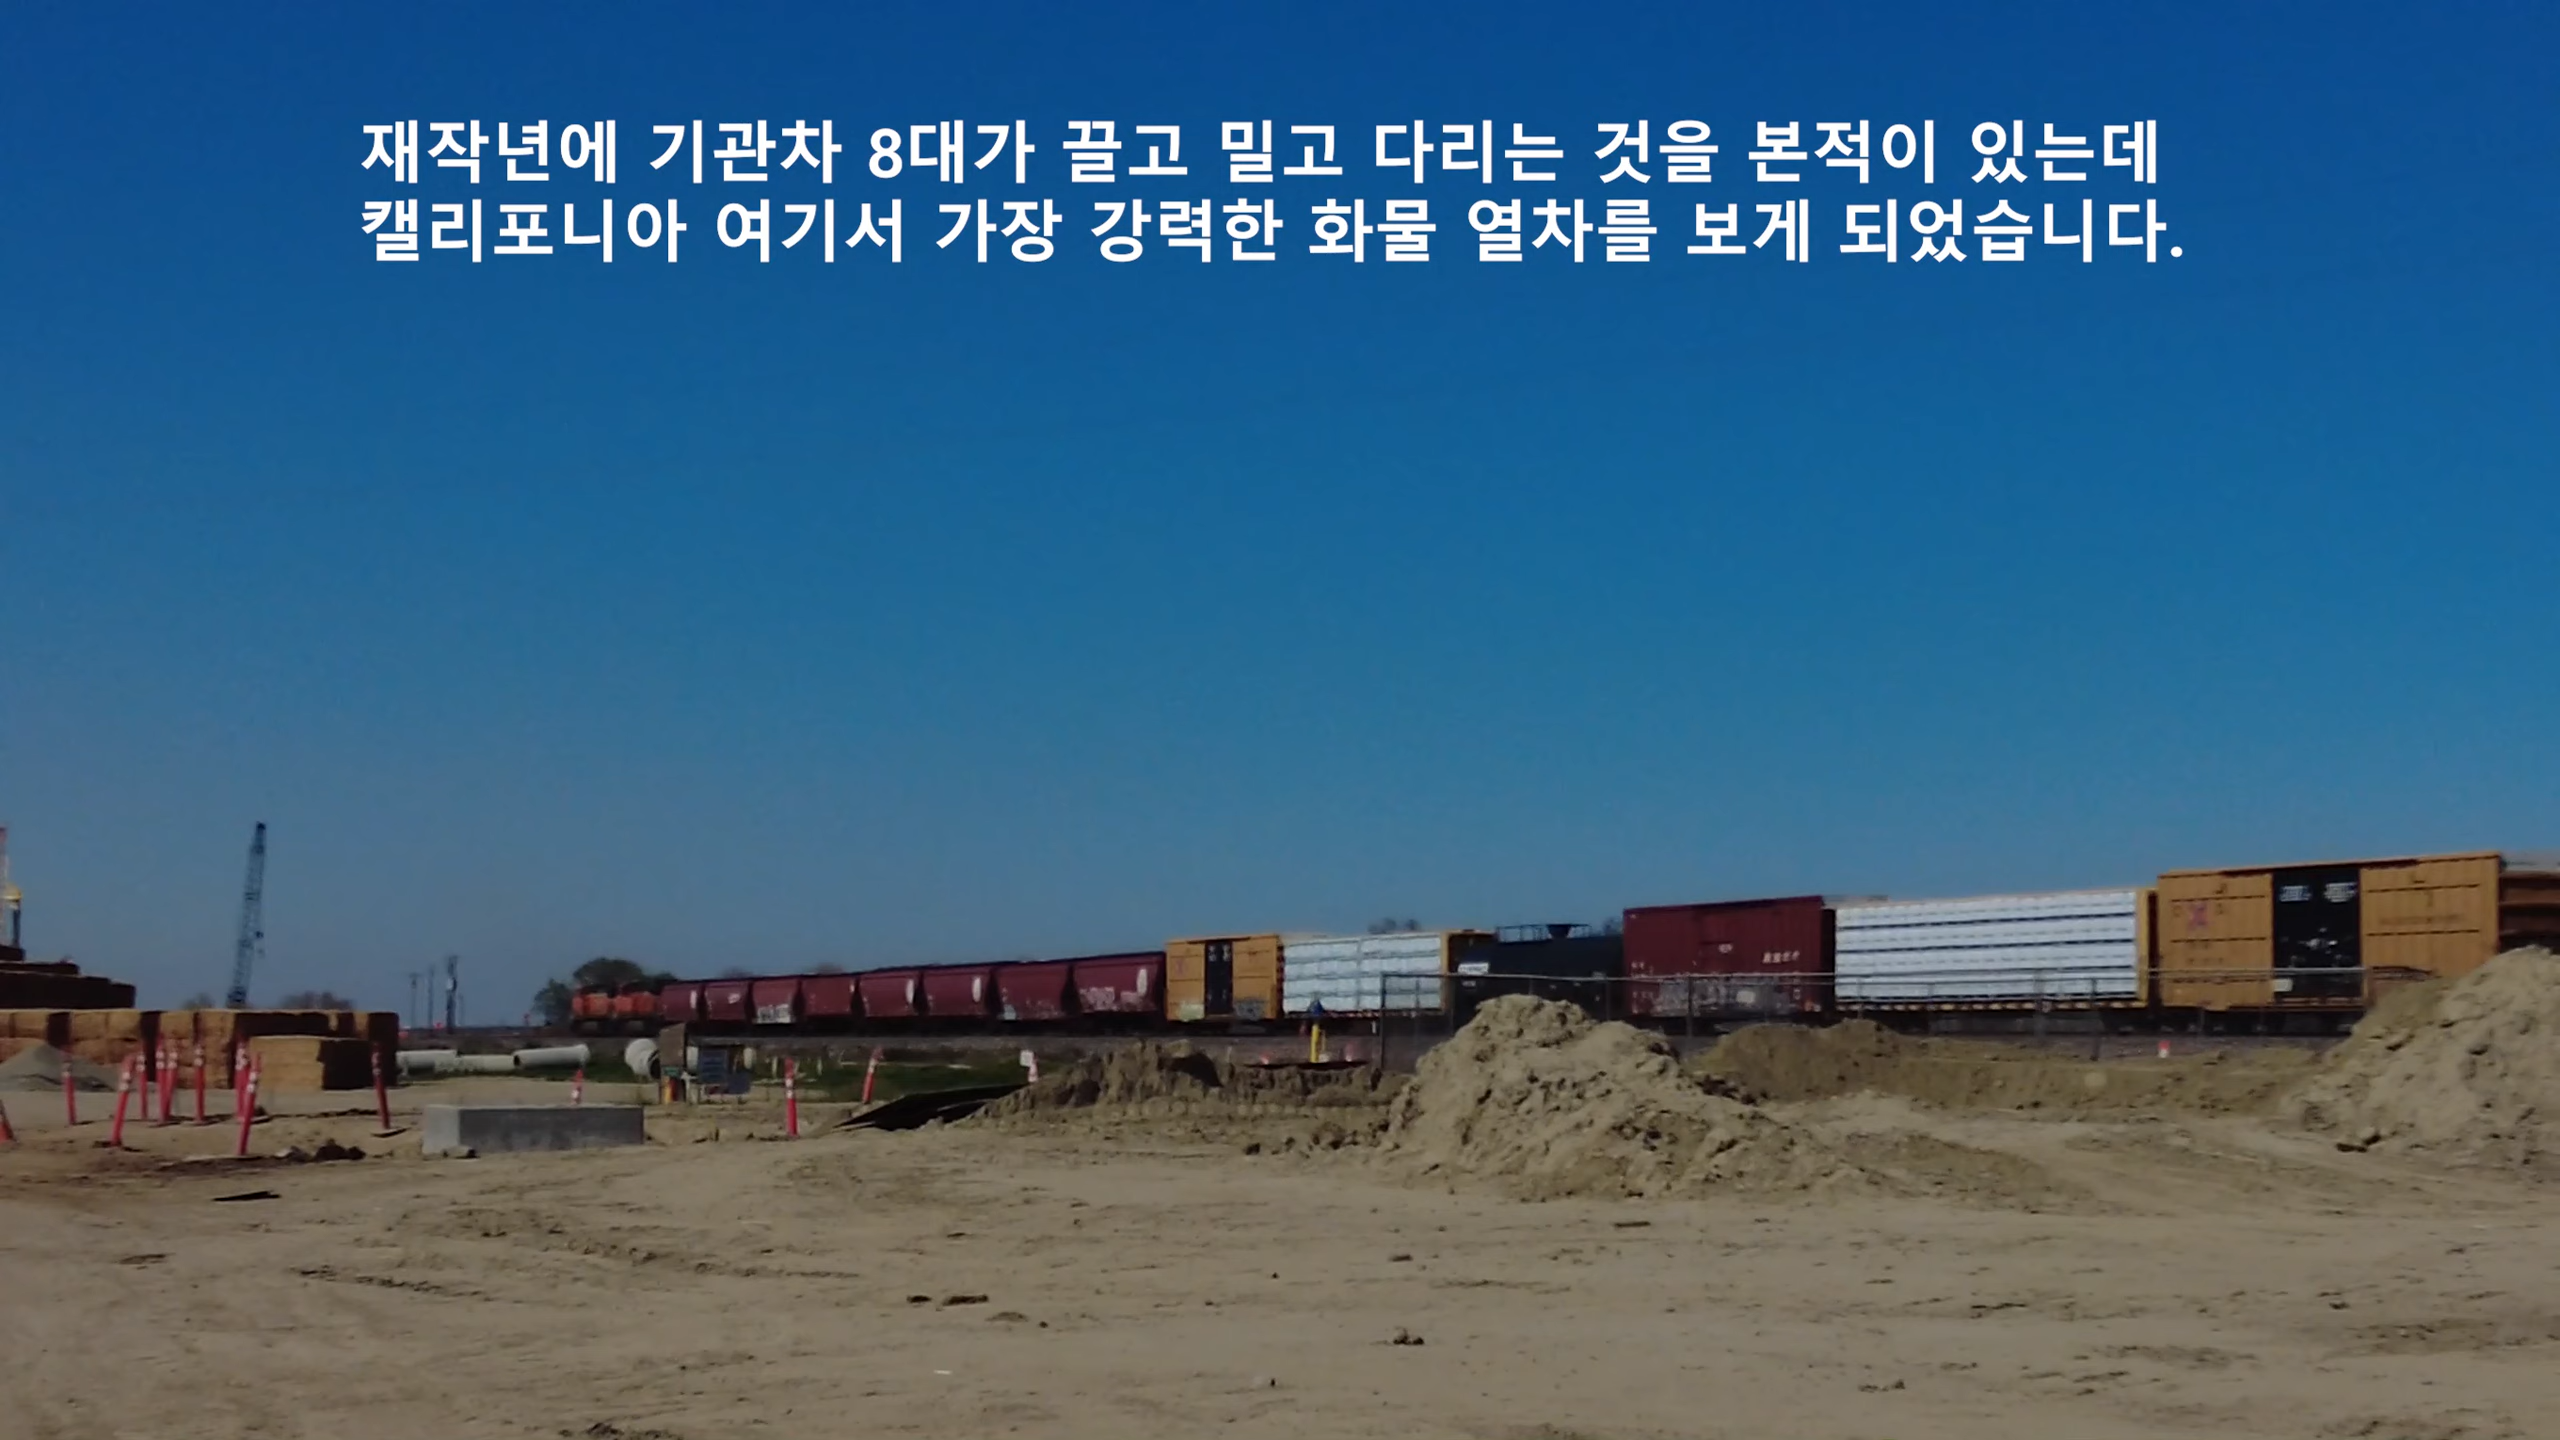 재작년에 기관차 8대가 끌고 밀고 다리는 것을 본적이 있는데
캘리포니아 여기서 가장 강력한 화물 열차를 보게 되었습니다.